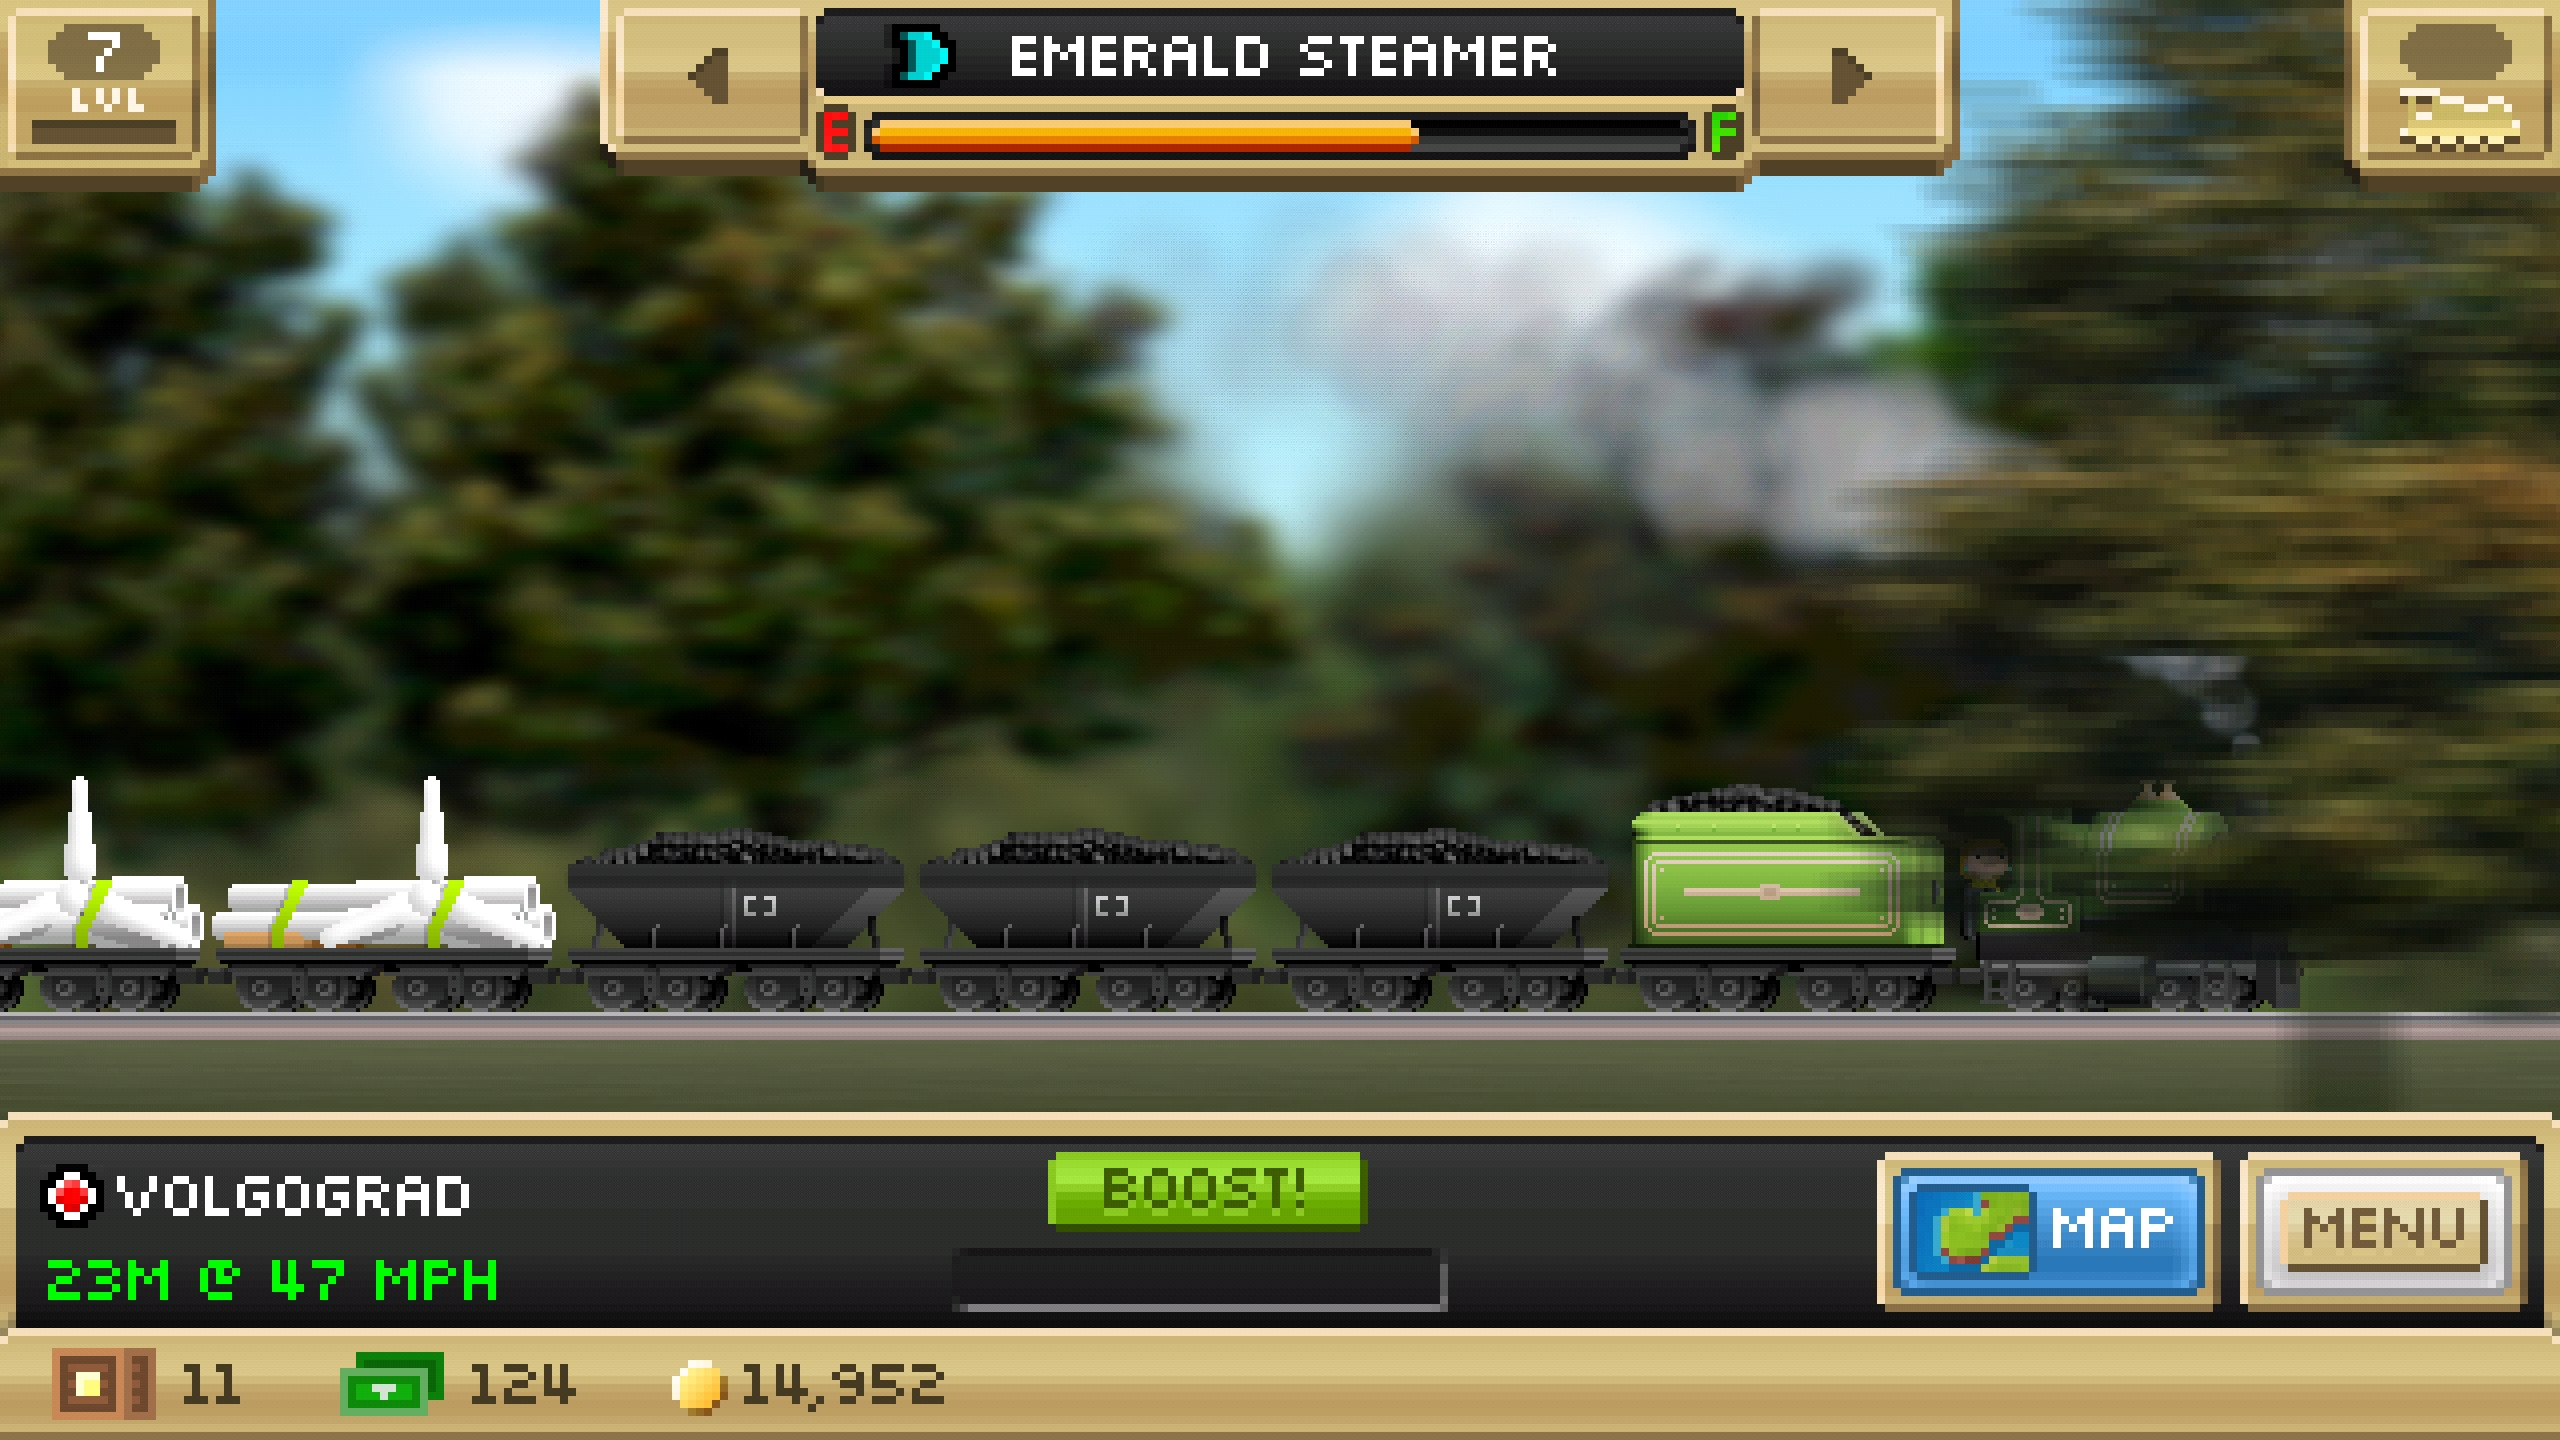 7
LVL
EMERALD STEAMER
E F
VOLGOGRAD
23M @ 47 MPH
BOOST!
MAP
MENU
11
124
14,952